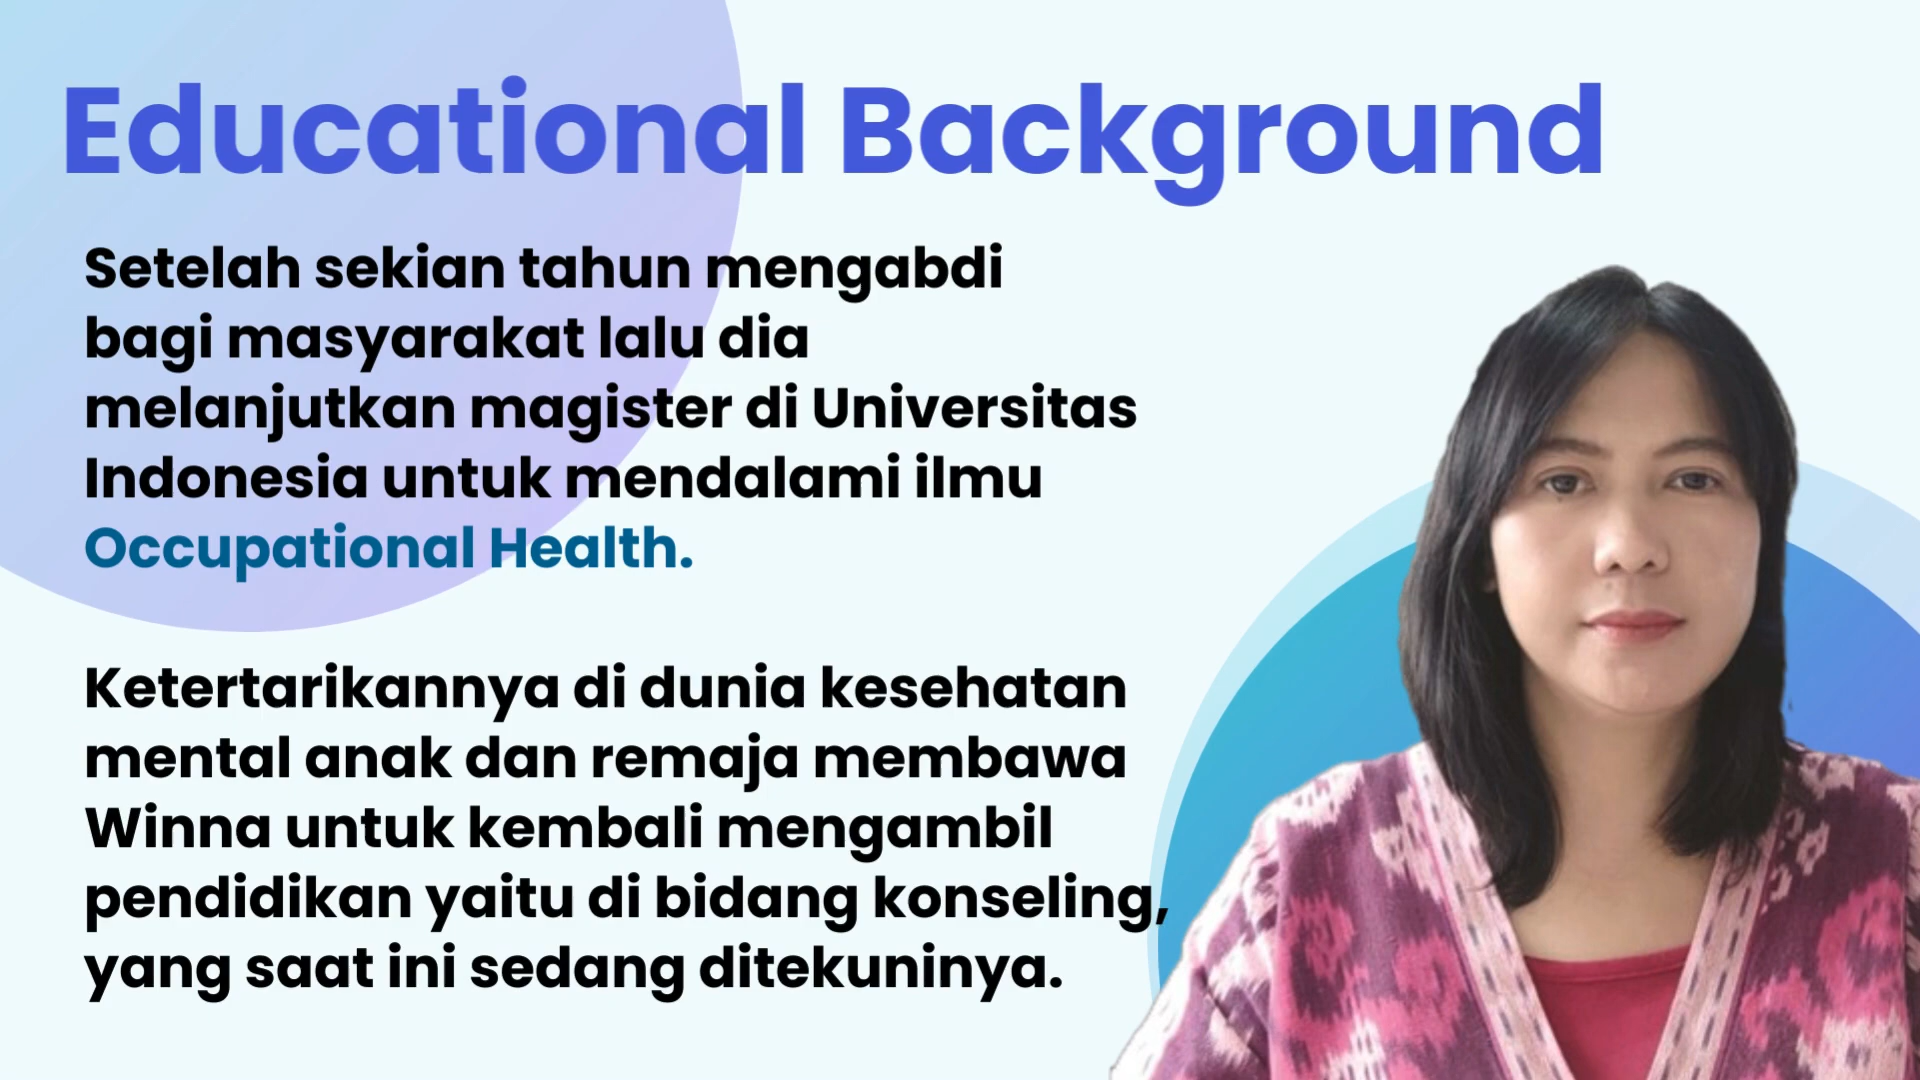 Educational Background
Setelah sekian tahun mengabdi
bagi masyarakat lalu dia
melanjutkan magister di Universitas
Indonesia untuk mendalami ilmu
Occupational Health.
Ketertarikannya di dunia kesehatan
mental anak dan remaja membawa
Winna untuk kembali mengambil
pendidikan yaitu di bidang konseling,
yang saat ini sedang ditekuninya.